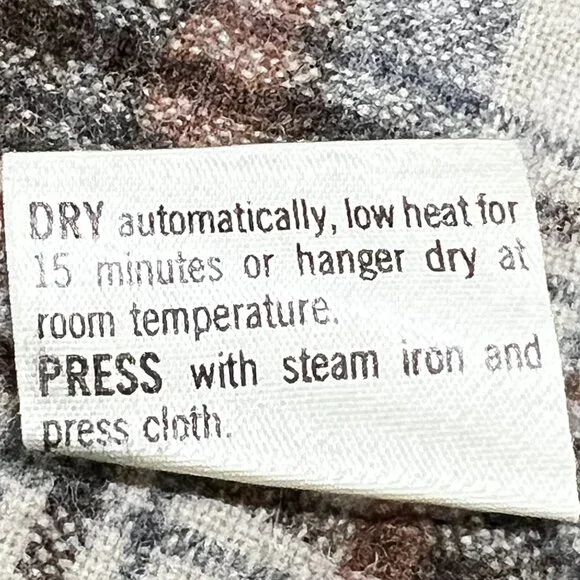 DRY automatically, low heat for
15 minutes or hanger dry at
room temperature.
PRESS with steam iron and
press cloth.